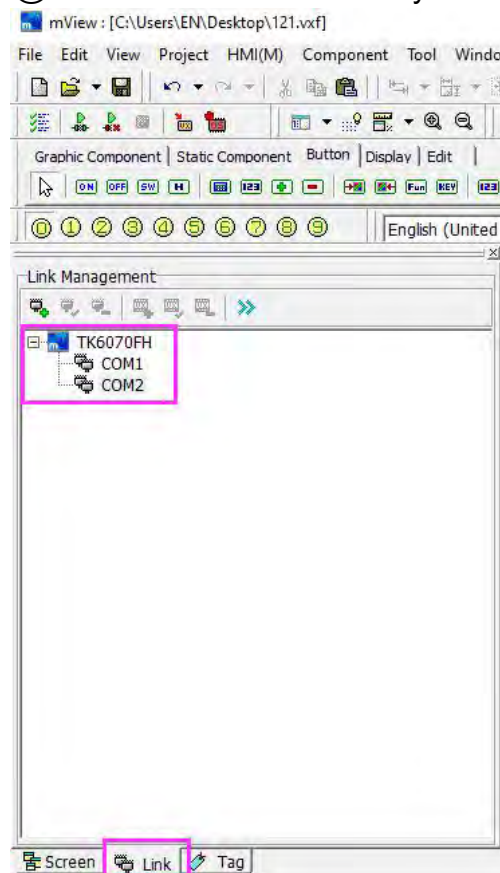 mView : [C:\Users\EN\Desktop\121.vxf]
File Edit View Project HMI(M) Component Tool Windo
Graphic Component Static Component Button Display Edit
ON OFF SW H 123 Fun KEY 123
0 1 2 3 4 5 6 7 8 9 English (United
Link Management
TK6070FH
COM1
COM2
Screen Link Tag